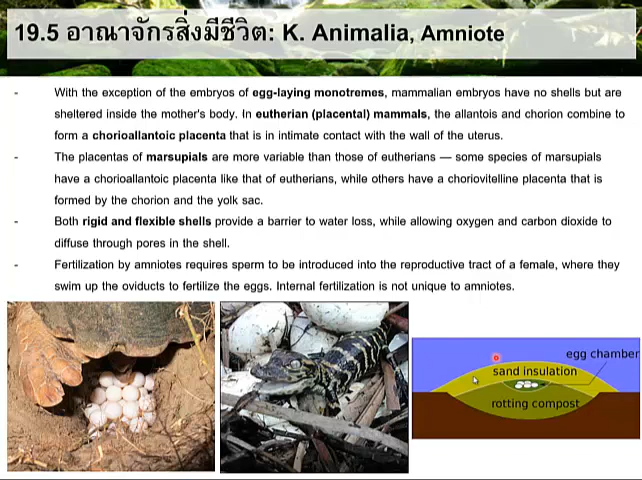 19.5 อาณาจักรสิ่งมีชีวิต: K. Animalia, Amniote
- With the exception of the embryos of egg-laying monotremes, mammalian embryos have no shells but are
sheltered inside the mother's body. In eutherian (placental) mammals, the allantois and chorion combine to
form a chorioallantoic placenta that is in intimate contact with the wall of the uterus.
- The placentas of marsupials are more variable than those of eutherians — some species of marsupials
have a chorioallantoic placenta like that of eutherians, while others have a choriovitelline placenta that is
formed by the chorion and the yolk sac.
- Both rigid and flexible shells provide a barrier to water loss, while allowing oxygen and carbon dioxide to
diffuse through pores in the shell.
- Fertilization by amniotes requires sperm to be introduced into the reproductive tract of a female, where they
swim up the oviducts to fertilize the eggs. Internal fertilization is not unique to amniotes.
egg chamber
sand insulation
rotting compost